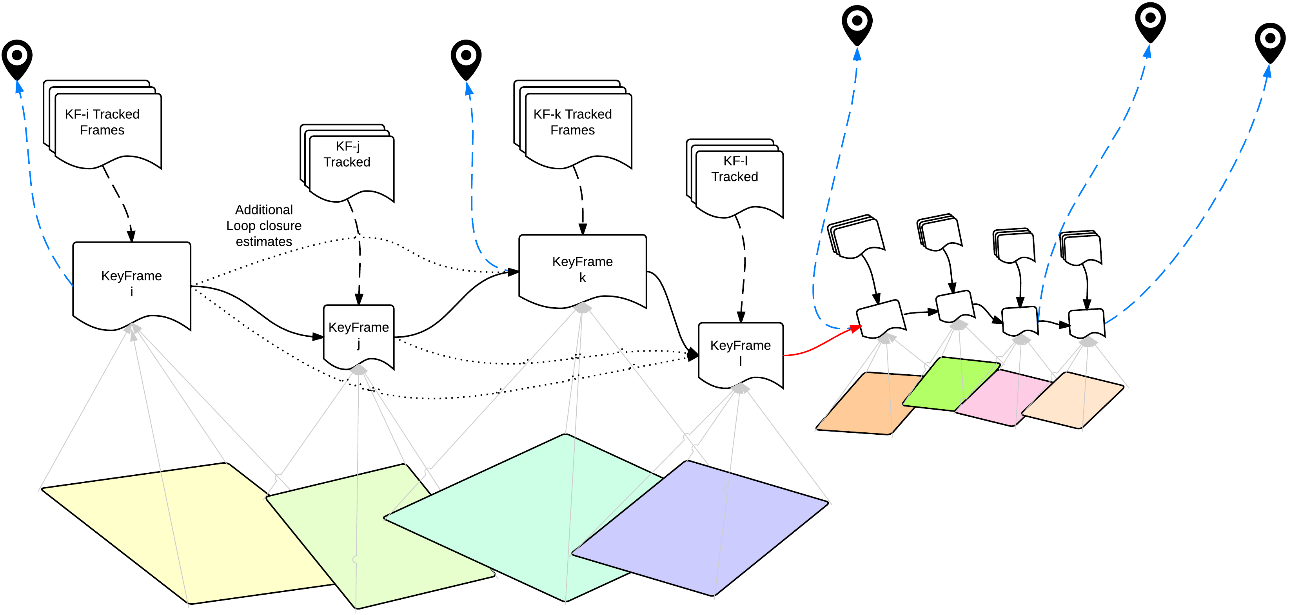 KF-i Tracked
Frames
KF-j
Tracked
KF-k Tracked
Frames
KF-l
Tracked
Additional
Loop closure
estimates
KeyFrame
i
KeyFrame
j
KeyFrame
k
KeyFrame
l